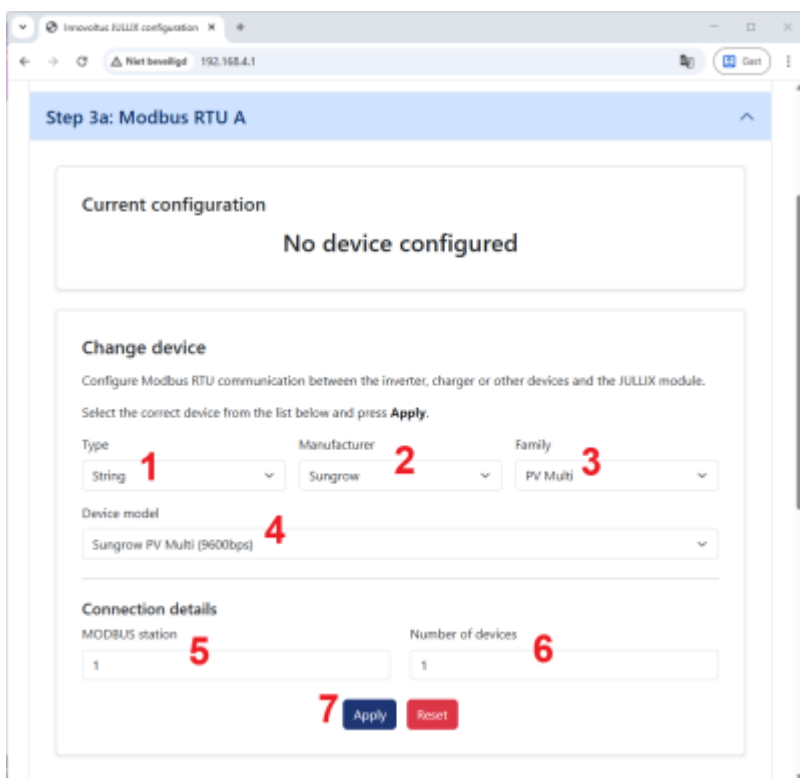 Innovoltus JULLIX configuration
Niet beveiligd 192.168.4.1 Gast
Step 3a: Modbus RTU A
Current configuration
No device configured
Change device
Configure Modbus RTU communication between the inverter, charger or other devices and the JULLIX module.
Select the correct device from the list below and press Apply.
Type Manufacturer Family
1 2 3
String Sungrow PV Multi
Device model
4
Sungrow PV Multi (9600bps)
Connection details
MODBUS station Number of devices
5 6
1 1
7 Apply Reset